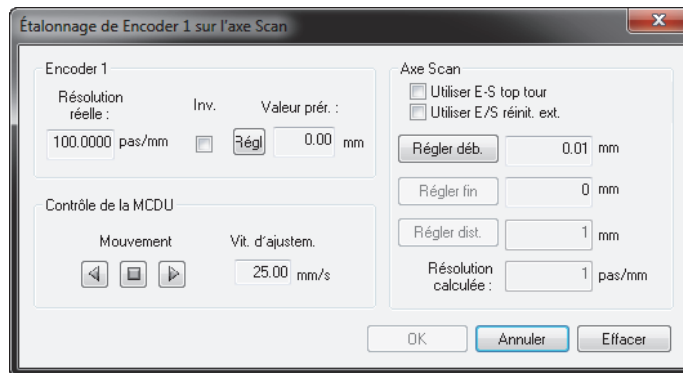 Étalonnage de Encoder 1 sur l'axe Scan
Encoder 1
Résolution réelle :
Inv.
Valeur prér. :
100.0000 pas/mm
Régl
0.00 mm
Contrôle de la MCDU
Mouvement
Vit. d'ajustem.
25.00 mm/s
Axe Scan
Utiliser E-S top tour
Utiliser E/S réinit. ext.
Régler déb.
0.01 mm
Régler fin
0 mm
Régler dist.
1 mm
Résolution calculée :
1 pas/mm
OK
Annuler
Effacer